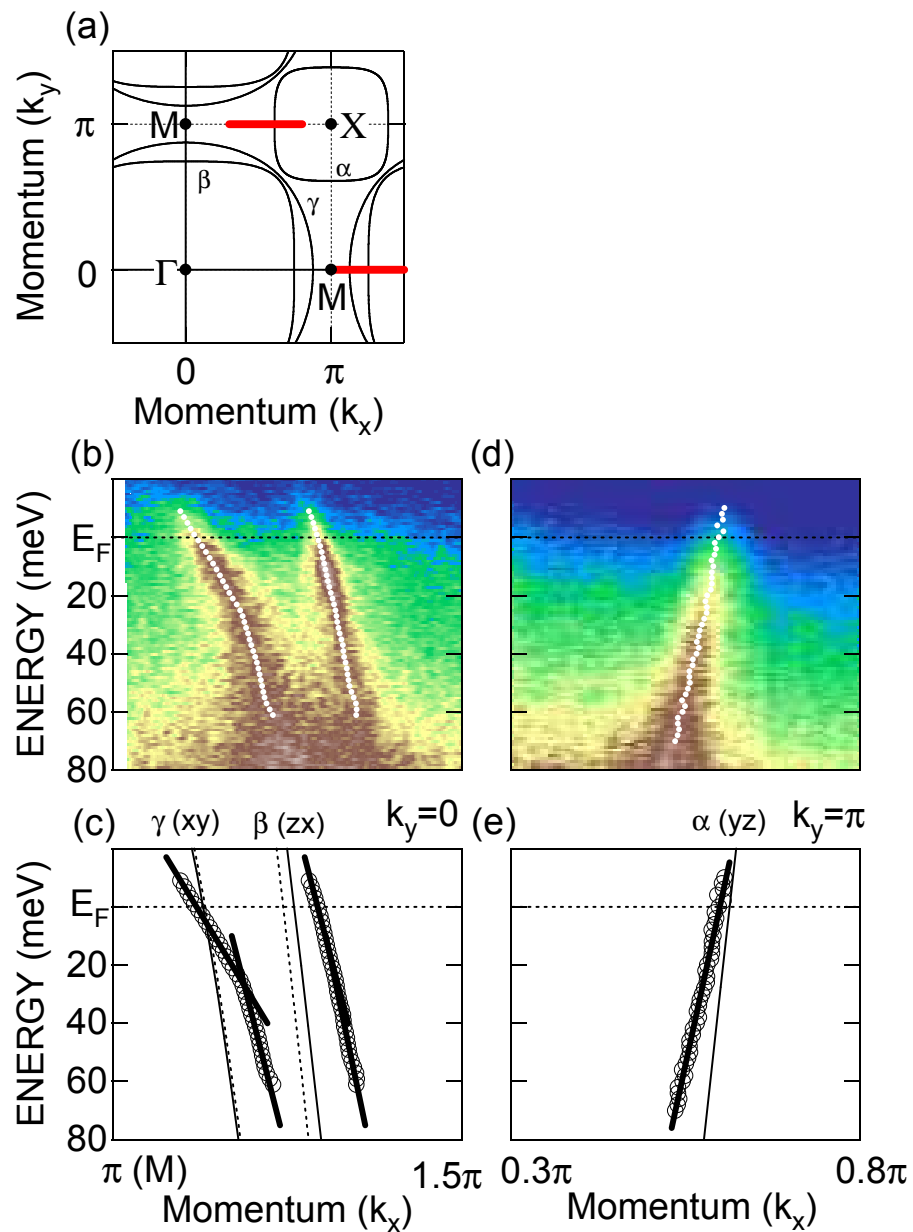 (a)
Momentum (k_y)
π
0
M
X
α
β
γ
Γ
M
0
π
Momentum (k_x)
(b)
(d)
ENERGY (meV)
E_F
20
40
60
80
(c)
k_y=0
(e)
k_y=π
γ (xy)
β (zx)
α (yz)
ENERGY (meV)
E_F
20
40
60
80
π (M)
1.5π
0.3π
0.8π
Momentum (k_x)
Momentum (k_x)